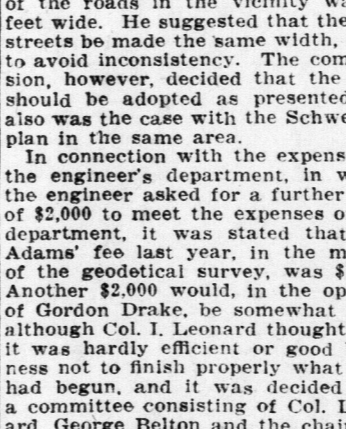 of the roads in the vicinity wa
feet wide. He suggested that the
streets be made the same width,
to avoid inconsistency. The com
sion, however, decided that the
should be adopted as presented
also was the case with the Schwe
plan in the same area.
In connection with the expens
the engineer's department, in w
the engineer asked for a further
of $2,000 to meet the expenses o
department, it was stated that
Adams' fee last year, in the m
of the geodetical survey, was $
Another $2,000 would, in the op
of Gordon Drake, be somewhat
although Col. I. Leonard thought
it was hardly efficient or good
ness not to finish properly what
had begun, and it was decided
a committee consisting of Col. L
ard, George Belton and the chair